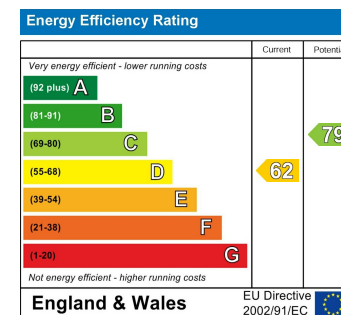 Energy Efficiency Rating
Current Potenti
Very energy efficient - lower running costs
(92 plus) A
(81-91) B
(69-80) C
79
(55-68) D
62
(39-54) E
(21-38) F
(1-20) G
Not energy efficient - higher running costs
England & Wales
EU Directive
2002/91/EC